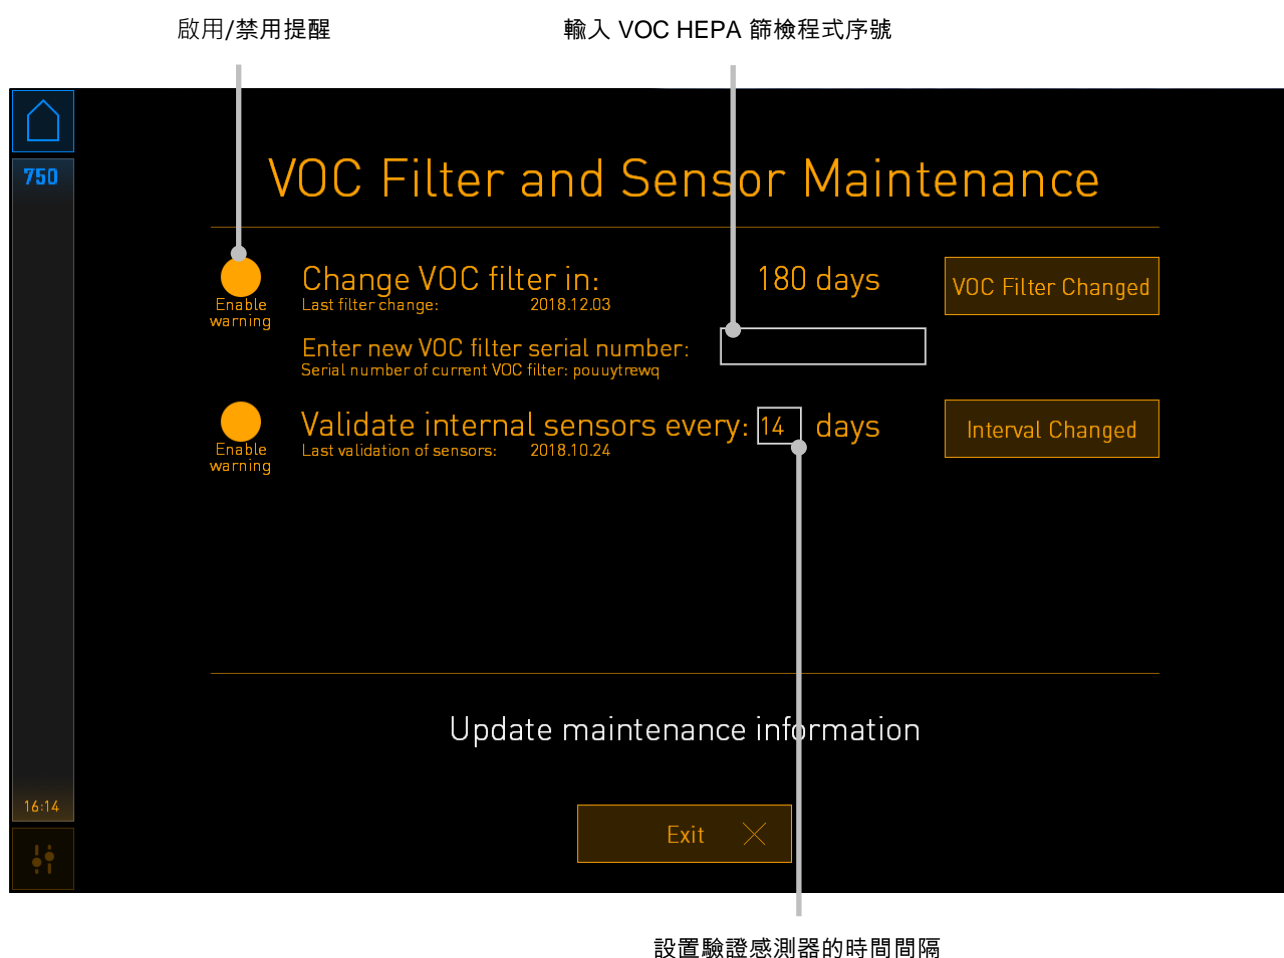 啟用/禁用提醒
輸入 VOC HEPA 篩檢程式序號
750
VOC Filter and Sensor Maintenance
Enable
warning
Change VOC filter in:
180 days
VOC Filter Changed
Last filter change:
2018.12.03
Enter new VOC filter serial number:
Serial number of current VOC filter: pouuytrewq
Enable
warning
Validate internal sensors every:
14
days
Interval Changed
Last validation of sensors:
2018.10.24
Update maintenance information
16:14
Exit
設置驗證感測器的時間間隔